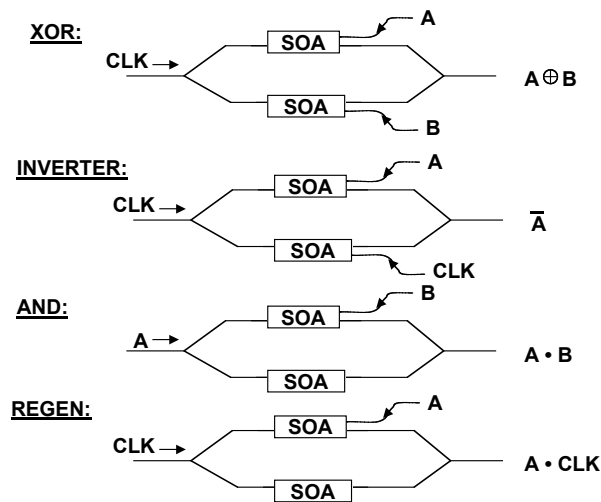 XOR:
A
CLK
SOA
SOA
A ⊕ B
B
INVERTER:
A
CLK
SOA
A̅
SOA
CLK
AND:
B
A
SOA
SOA
A • B
REGEN:
A
CLK
SOA
SOA
A • CLK